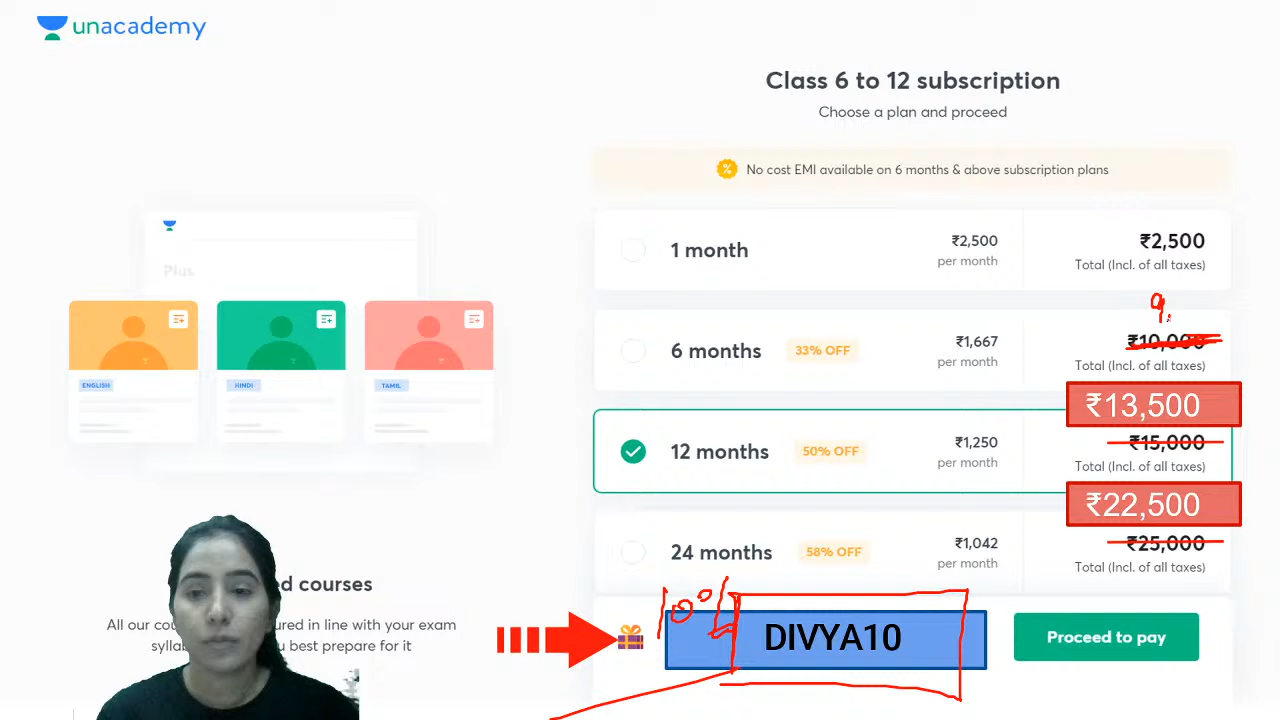 unacademy
Class 6 to 12 subscription
Choose a plan and proceed
No cost EMI available on 6 months & above subscription plans
1 month
₹2,500
per month
₹2,500
Total (Incl. of all taxes)
9.
6 months
33% OFF
₹1,667
per month
₹10,000
Total (Incl. of all taxes)
₹13,500
12 months
50% OFF
₹1,250
per month
₹15,000
Total (Incl. of all taxes)
₹22,500
24 months
58% OFF
₹1,042
per month
₹25,000
Total (Incl. of all taxes)
10%
DIVYA10
Proceed to pay
Plus
ENGLISH
HINDI
TAMIL
d courses
All our cou ured in line with your exam
sylla u best prepare for it